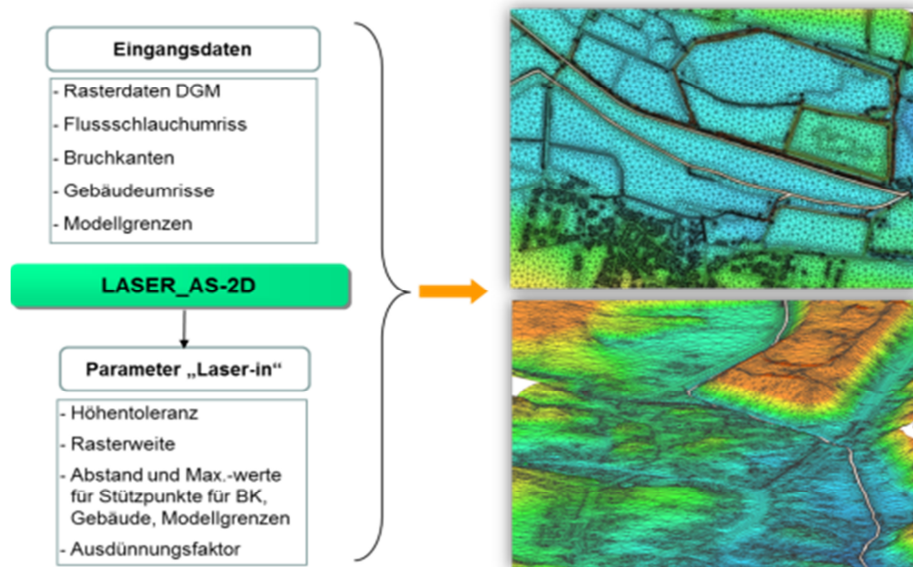 Eingangsdaten
- Rasterdaten DGM
- Flussschlauchumriss
- Bruchkanten
- Gebäudeumrisse
- Modellgrenzen
LASER_AS-2D
Parameter „Laser-in“
- Höhentoleranz
- Rasterweite
- Abstand und Max.-werte
für Stützpunkte für BK,
Gebäude, Modellgrenzen
- Ausdünnungsfaktor